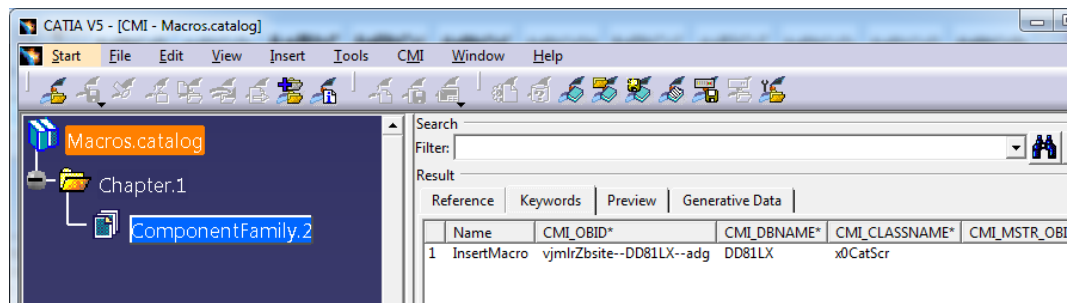 CATIA V5 - [CMI - Macros.catalog]
Start File Edit View Insert Tools CMI Window Help
Macros.catalog
Chapter.1
ComponentFamily.2
Search
Filter:
Result
Reference Keywords Preview Generative Data
Name CMI_OBID* CMI_DBNAME* CMI_CLASSNAME* CMI_MSTR_OBI
1 InsertMacro vjmIrZbsite--DD81LX--adg DD81LX x0CatScr